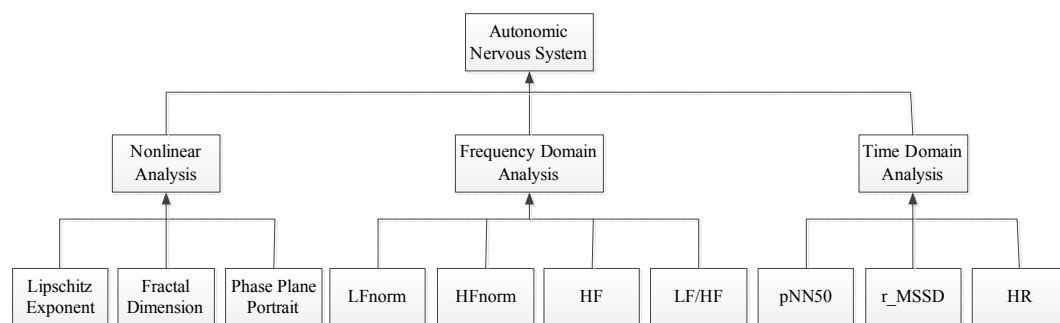 Autonomic
Nervous System
Nonlinear
Analysis
Frequency Domain
Analysis
Time Domain
Analysis
Lipschitz
Exponent
Fractal
Dimension
Phase Plane
Portrait
LFnorm
HFnorm
HF
LF/HF
pNN50
r_MSSD
HR